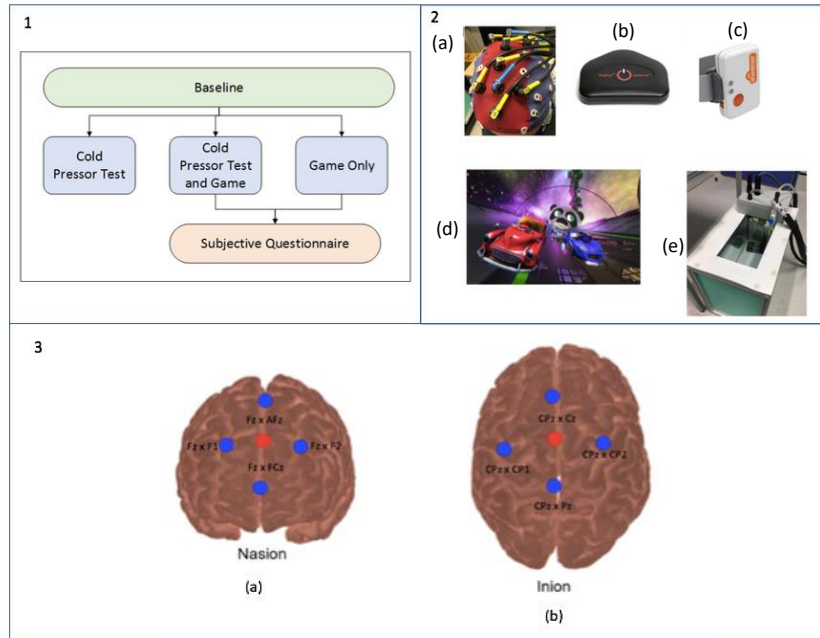 1
Baseline
Cold
Pressor Test
Cold
Pressor Test
and Game
Game Only
Subjective Questionnaire
2
(a)
(b)
(c)
(d)
(e)
3
Fz x AFz
Fz x F1
Fz x F2
Fz x FCz
Nasion
(a)
CPz x Cz
CPz x CP1
CPz x CP2
CPz x Pz
Inion
(b)